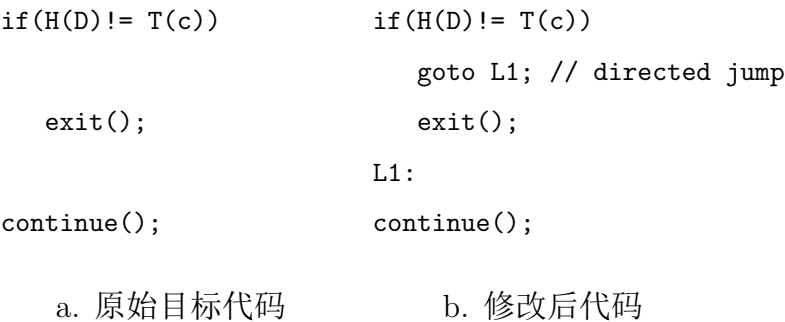 if(H(D)!= T(c))
exit();
continue();
a. 原始目标代码
if(H(D)!= T(c))
goto L1; // directed jump
exit();
L1:
continue();
b. 修改后代码